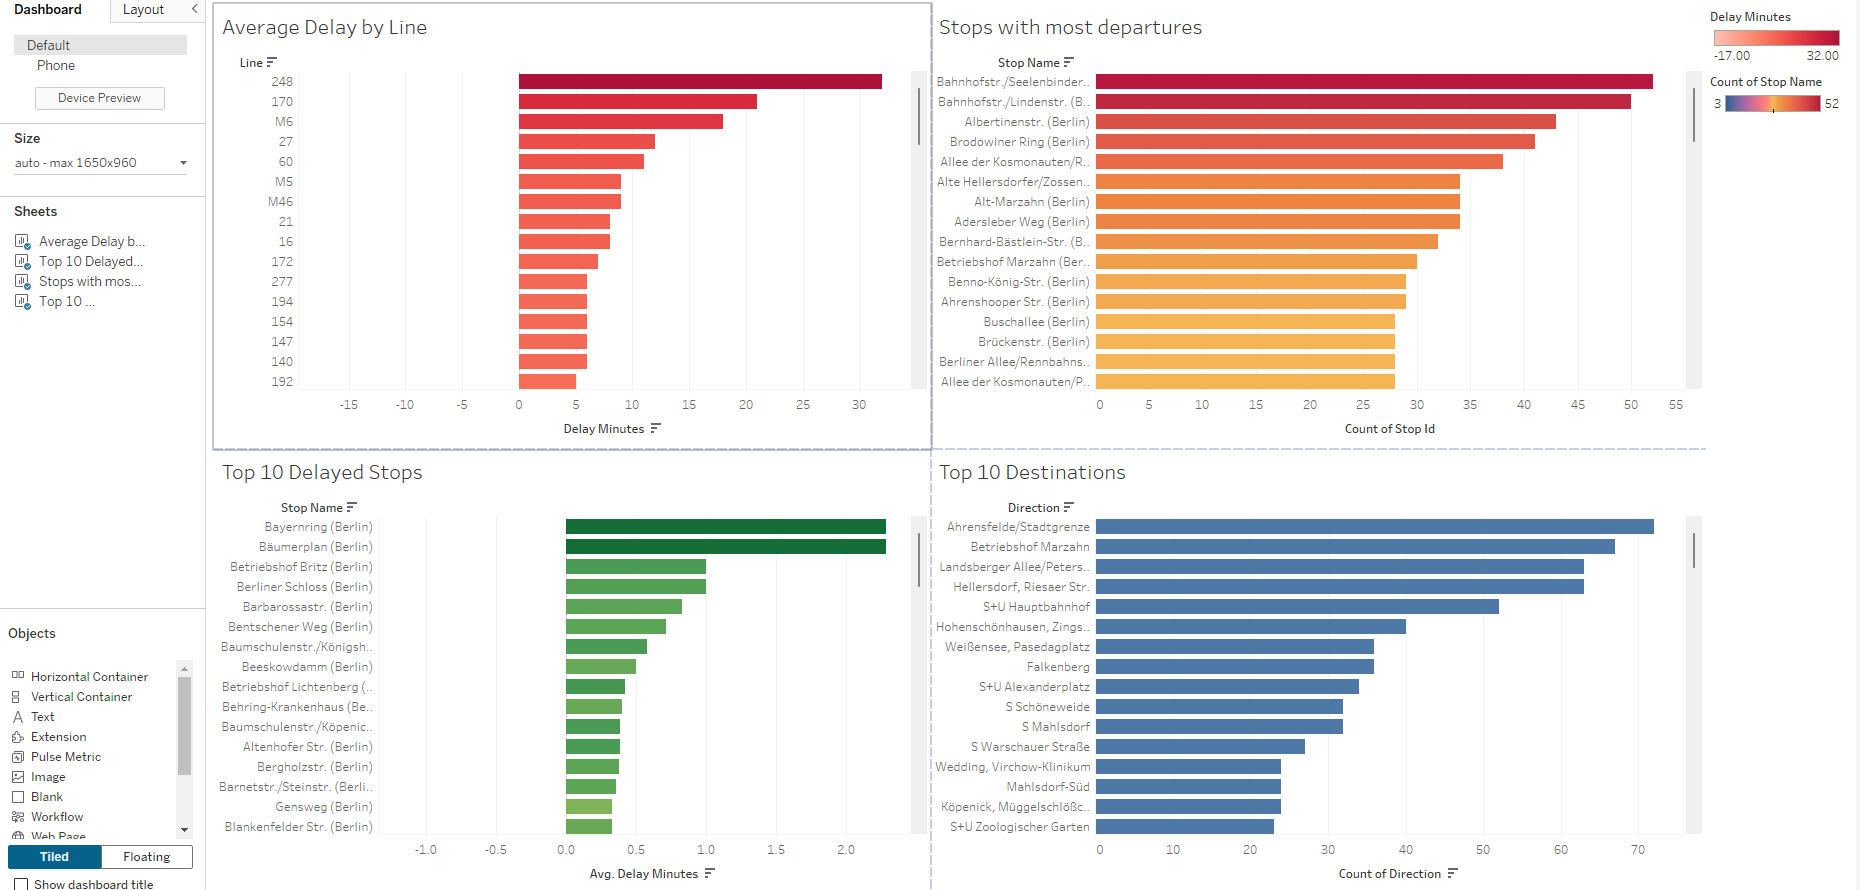 Dashboard
Layout
<
Default
Phone
Device Preview
Size
auto - max 1650x960
Sheets
Average Delay b...
Top 10 Delayed...
Stops with mos...
Top 10 ...
Objects
Horizontal Container
Vertical Container
Text
Extension
Pulse Metric
Image
Blank
Workflow
Web Page
Tiled
Floating
Show dashboard title
Average Delay by Line
Line
248
170
M6
27
60
M5
M46
21
16
172
277
194
154
147
140
192
-15 -10 -5 0 5 10 15 20 25 30
Delay Minutes
Stops with most departures
Stop Name
Bahnhofstr./Seelenbinder..
Bahnhofstr./Lindenstr. (B..
Albertinenstr. (Berlin)
Brodowiner Ring (Berlin)
Allee der Kosmonauten/R..
Alte Hellersdorfer/Zossen..
Alt-Marzahn (Berlin)
Adersleber Weg (Berlin)
Bernhard-Bästlein-Str. (B..
Betriebshof Marzahn (Ber..
Benno-König-Str. (Berlin)
Ahrenshooper Str. (Berlin)
Buschallee (Berlin)
Brückenstr. (Berlin)
Berliner Allee/Rennbahns..
Allee der Kosmonauten/P..
0 5 10 15 20 25 30 35 40 45 50 55
Count of Stop Id
Top 10 Delayed Stops
Stop Name
Bayernring (Berlin)
Bäumerplan (Berlin)
Betriebshof Britz (Berlin)
Berliner Schloss (Berlin)
Barbarossastr. (Berlin)
Bentschener Weg (Berlin)
Baumschulenstr./Königsh..
Beeskowdamm (Berlin)
Betriebshof Lichtenberg (..
Behring-Krankenhaus (Be..
Baumschulenstr./Köpenic..
Altenhofer Str. (Berlin)
Bergholzstr. (Berlin)
Barnetstr./Steinstr. (Berli..
Gensweg (Berlin)
Blankenfelder Str. (Berlin)
-1.0 -0.5 0.0 0.5 1.0 1.5 2.0
Avg. Delay Minutes
Top 10 Destinations
Direction
Ahrensfelde/Stadtgrenze
Betriebshof Marzahn
Landsberger Allee/Peters..
Hellersdorf, Riesaer Str.
S+U Hauptbahnhof
Hohenschönhausen, Zings..
Weißensee, Pasedagplatz
Falkenberg
S+U Alexanderplatz
S Schöneweide
S Mahlsdorf
S Warschauer Straße
Wedding, Virchow-Klinikum
Mahlsdorf-Süd
Köpenick, Müggelschlößc..
S+U Zoologischer Garten
0 10 20 30 40 50 60 70
Count of Direction
Delay Minutes
-17.00 32.00
Count of Stop Name
3 52